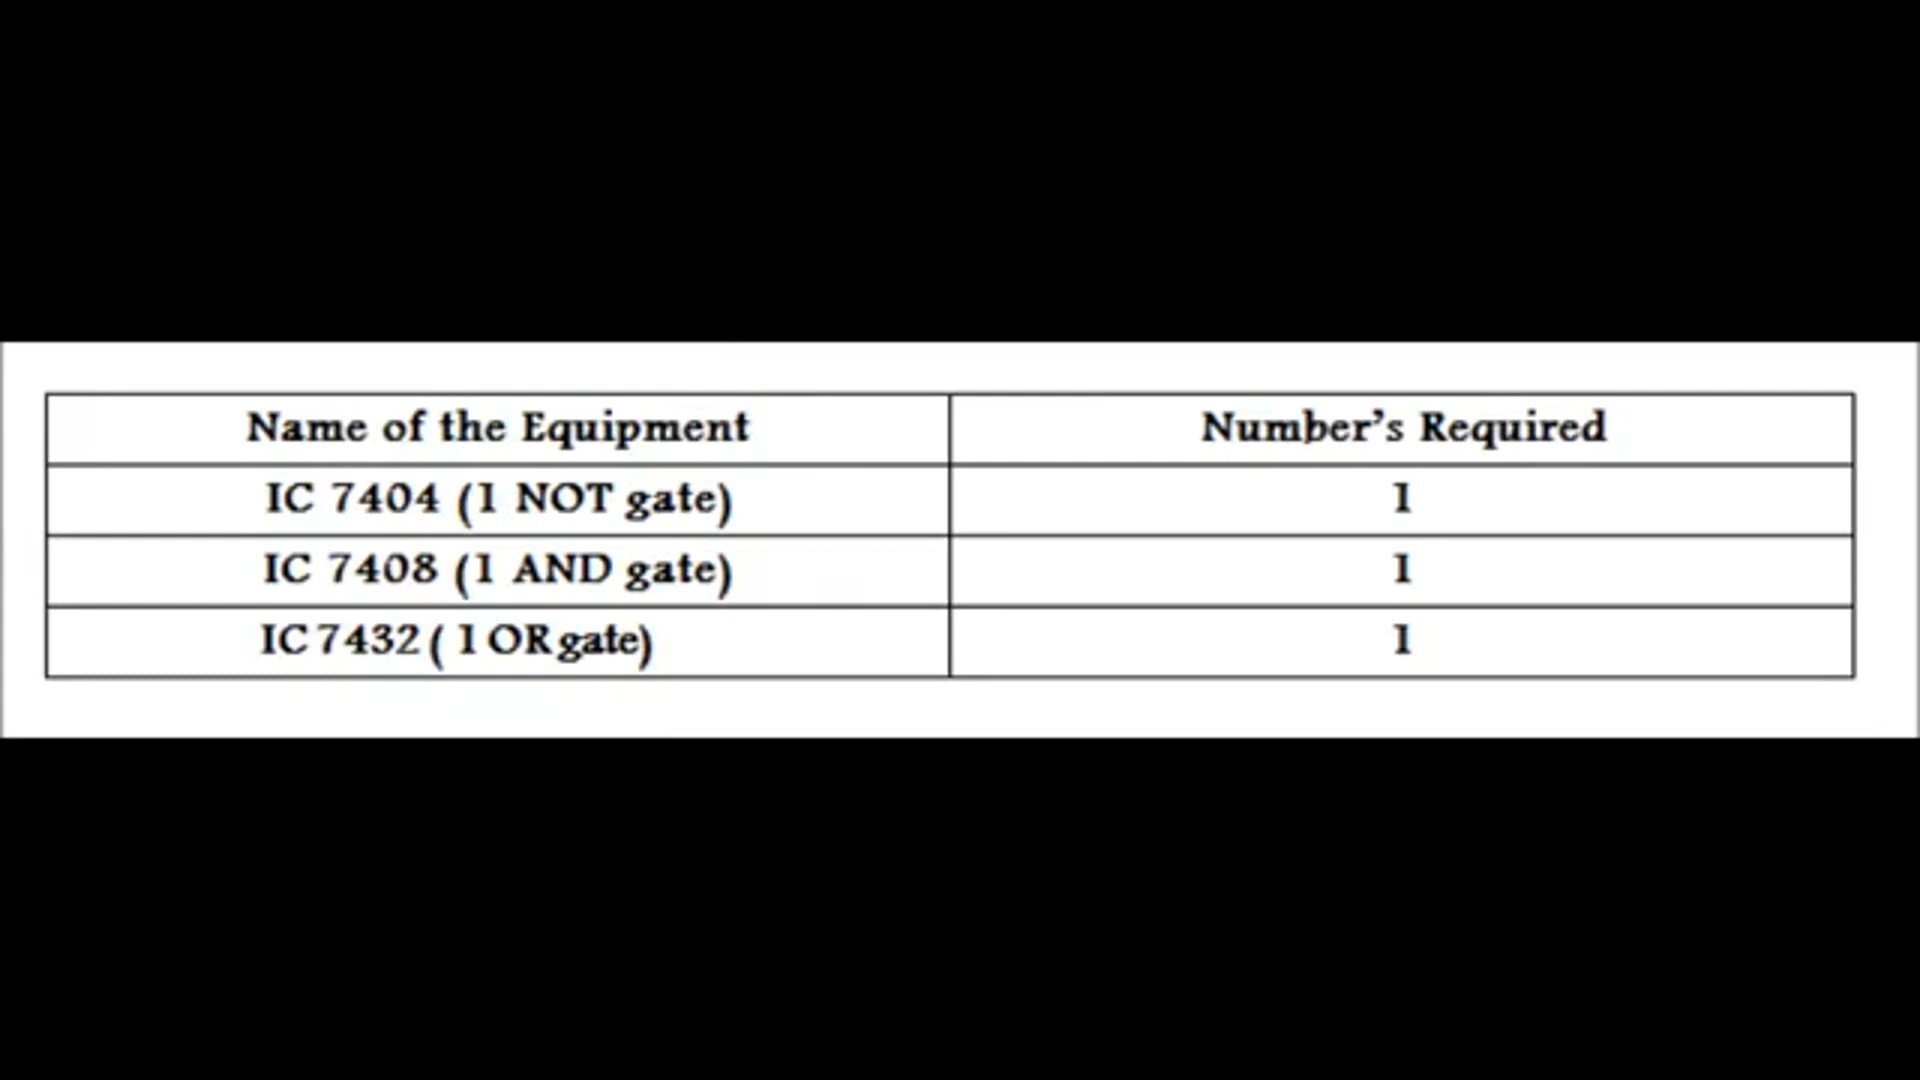 Name of the Equipment Number's Required
IC 7404 (1 NOT gate) 1
IC 7408 (1 AND gate) 1
IC 7432 ( 1 OR gate) 1